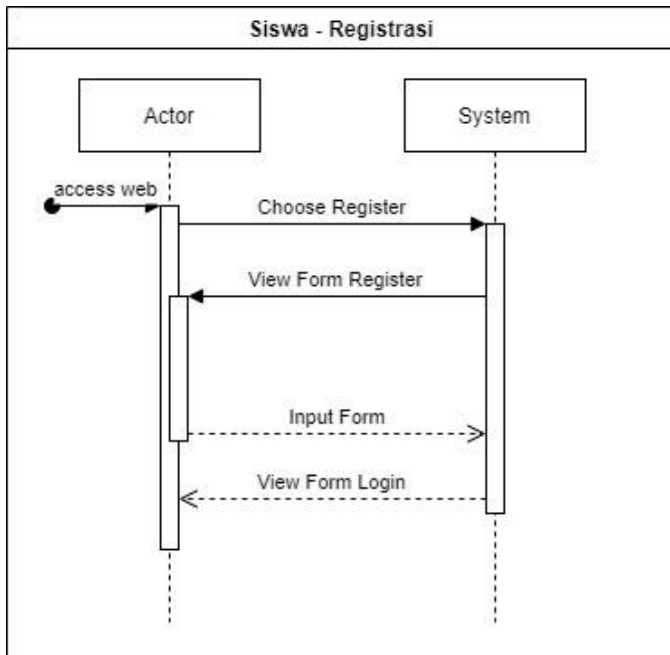 Siswa - Registrasi
Actor
System
access web
Choose Register
View Form Register
Input Form
View Form Login